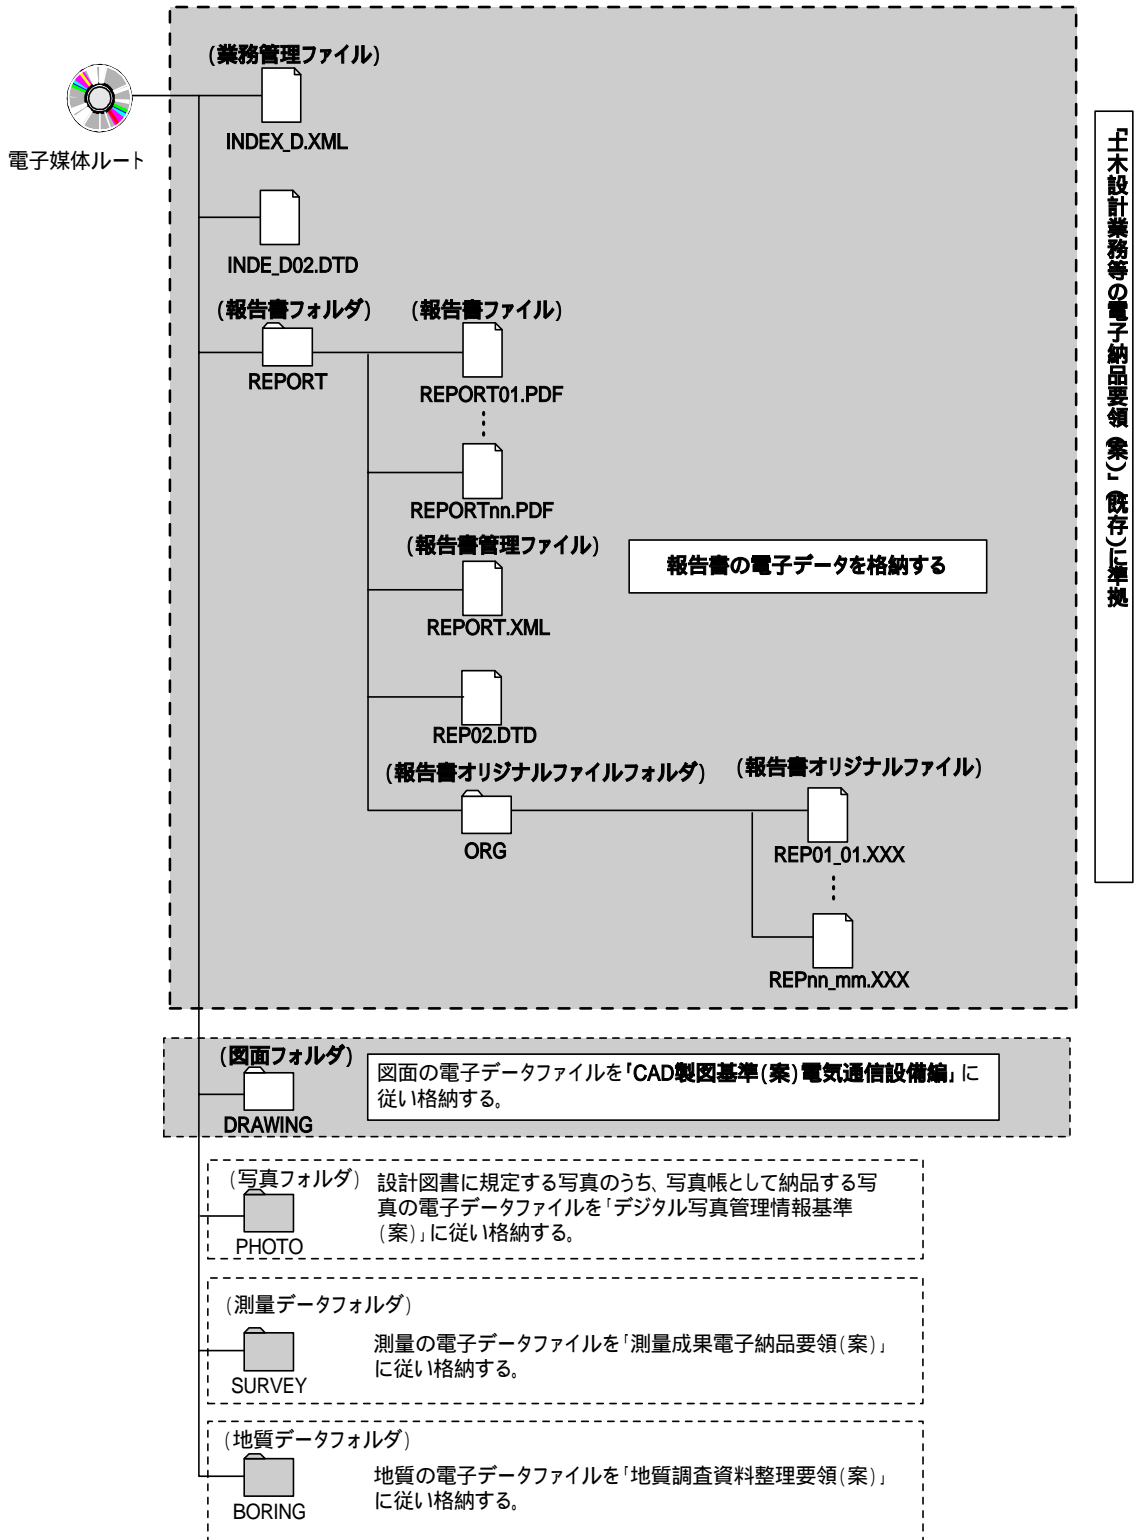 (業務管理ファイル)
INDEX_D.XML
電子媒体ルート
INDE_D02.DTD
(報告書フォルダ)
(報告書ファイル)
REPORT
REPORT01.PDF
REPORTnn.PDF
(報告書管理ファイル)
報告書の電子データを格納する
REPORT.XML
REP02.DTD
(報告書オリジナルファイルフォルダ)
(報告書オリジナルファイル)
ORG
REP01_01.XXX
REPnn_mm.XXX
『土木設計業務等の電子納品要領(案)』(既存)に準拠
(図面フォルダ)
図面の電子データファイルを「CAD製図基準(案)電気通信設備編」に
従い格納する。
DRAWING
(写真フォルダ)
設計図書に規定する写真のうち、写真帳として納品する写
真の電子データファイルを「デジタル写真管理情報基準
(案)」に従い格納する。
PHOTO
(測量データフォルダ)
測量の電子データファイルを「測量成果電子納品要領(案)」
に従い格納する。
SURVEY
(地質データフォルダ)
地質の電子データファイルを「地質調査資料整理要領(案)」
に従い格納する。
BORING